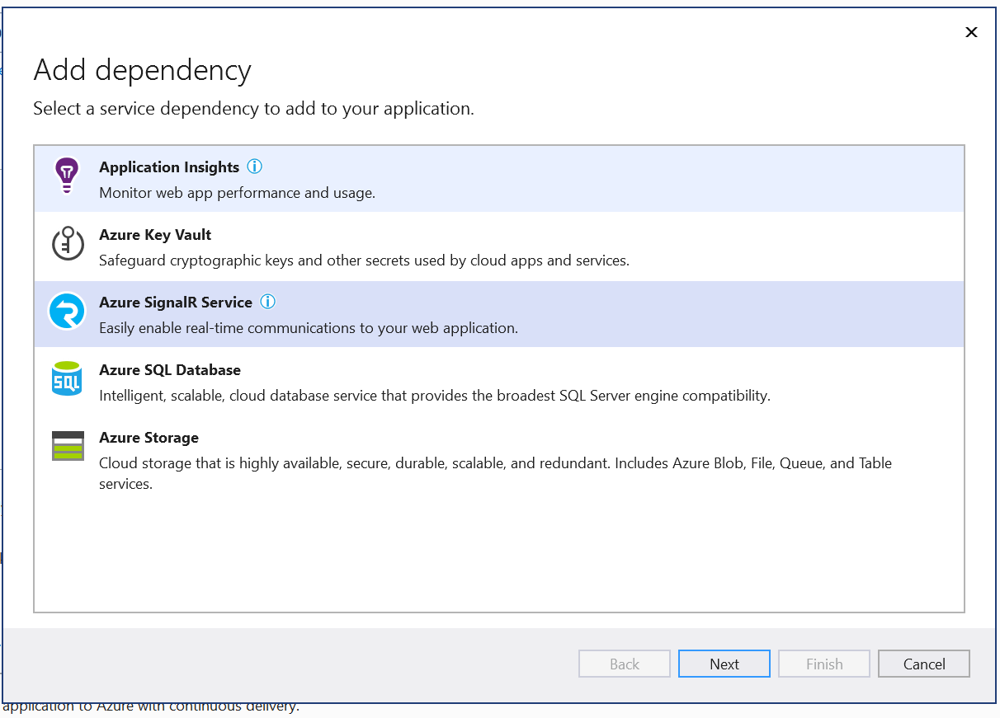 Add dependency
Select a service dependency to add to your application.
Application Insights
Monitor web app performance and usage.
Azure Key Vault
Safeguard cryptographic keys and other secrets used by cloud apps and services.
Azure SignalR Service
Easily enable real-time communications to your web application.
SQL
Azure SQL Database
Intelligent, scalable, cloud database service that provides the broadest SQL Server engine compatibility.
Azure Storage
Cloud storage that is highly available, secure, durable, scalable, and redundant. Includes Azure Blob, File, Queue, and Table
services.
Back
Next
Finish
Cancel
application to Azure with continuous delivery.